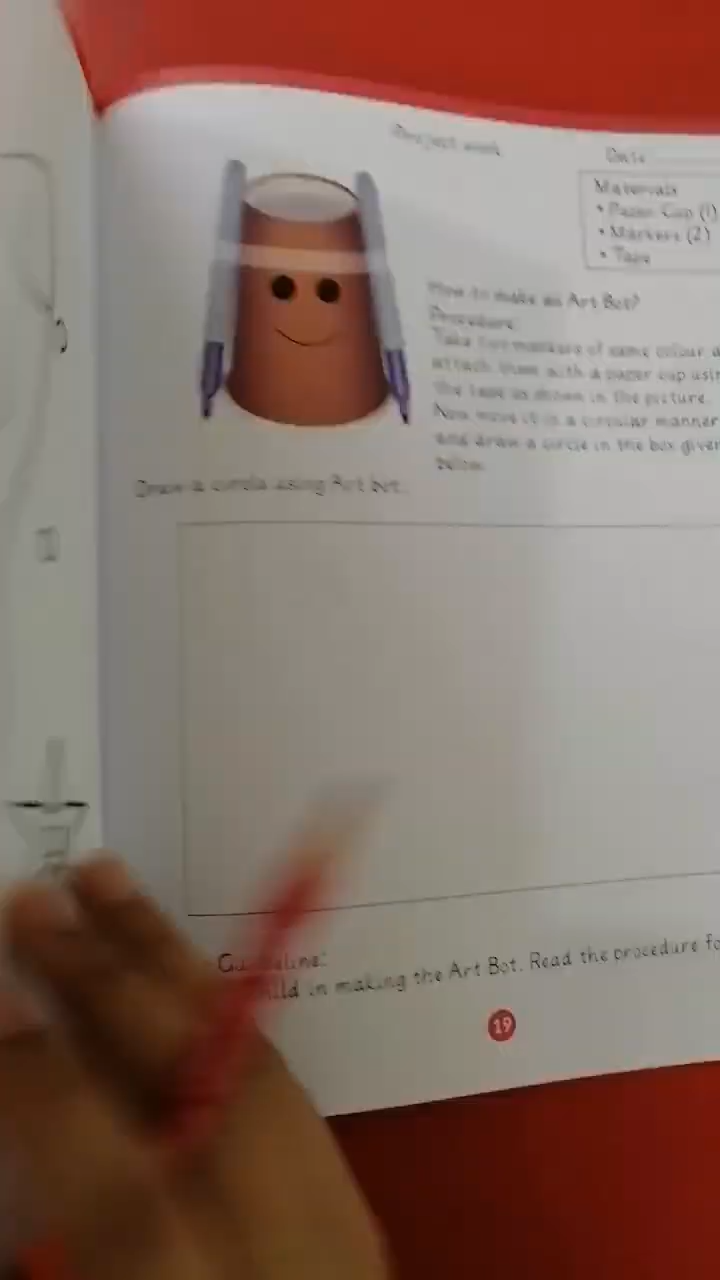 Project work
Date
Materials
• Paper Cup (1)
• Markers (2)
• Tape
How to make an Art Bot?
Procedure:
Take two markers of same colour a
attach them with a paper cup usin
the tape as shown in the picture.
Now move it in a circular manner
and draw a circle in the box given
below.
Draw a circle using Art bot.
Guideline:
in making the Art Bot. Read the procedure fo
19